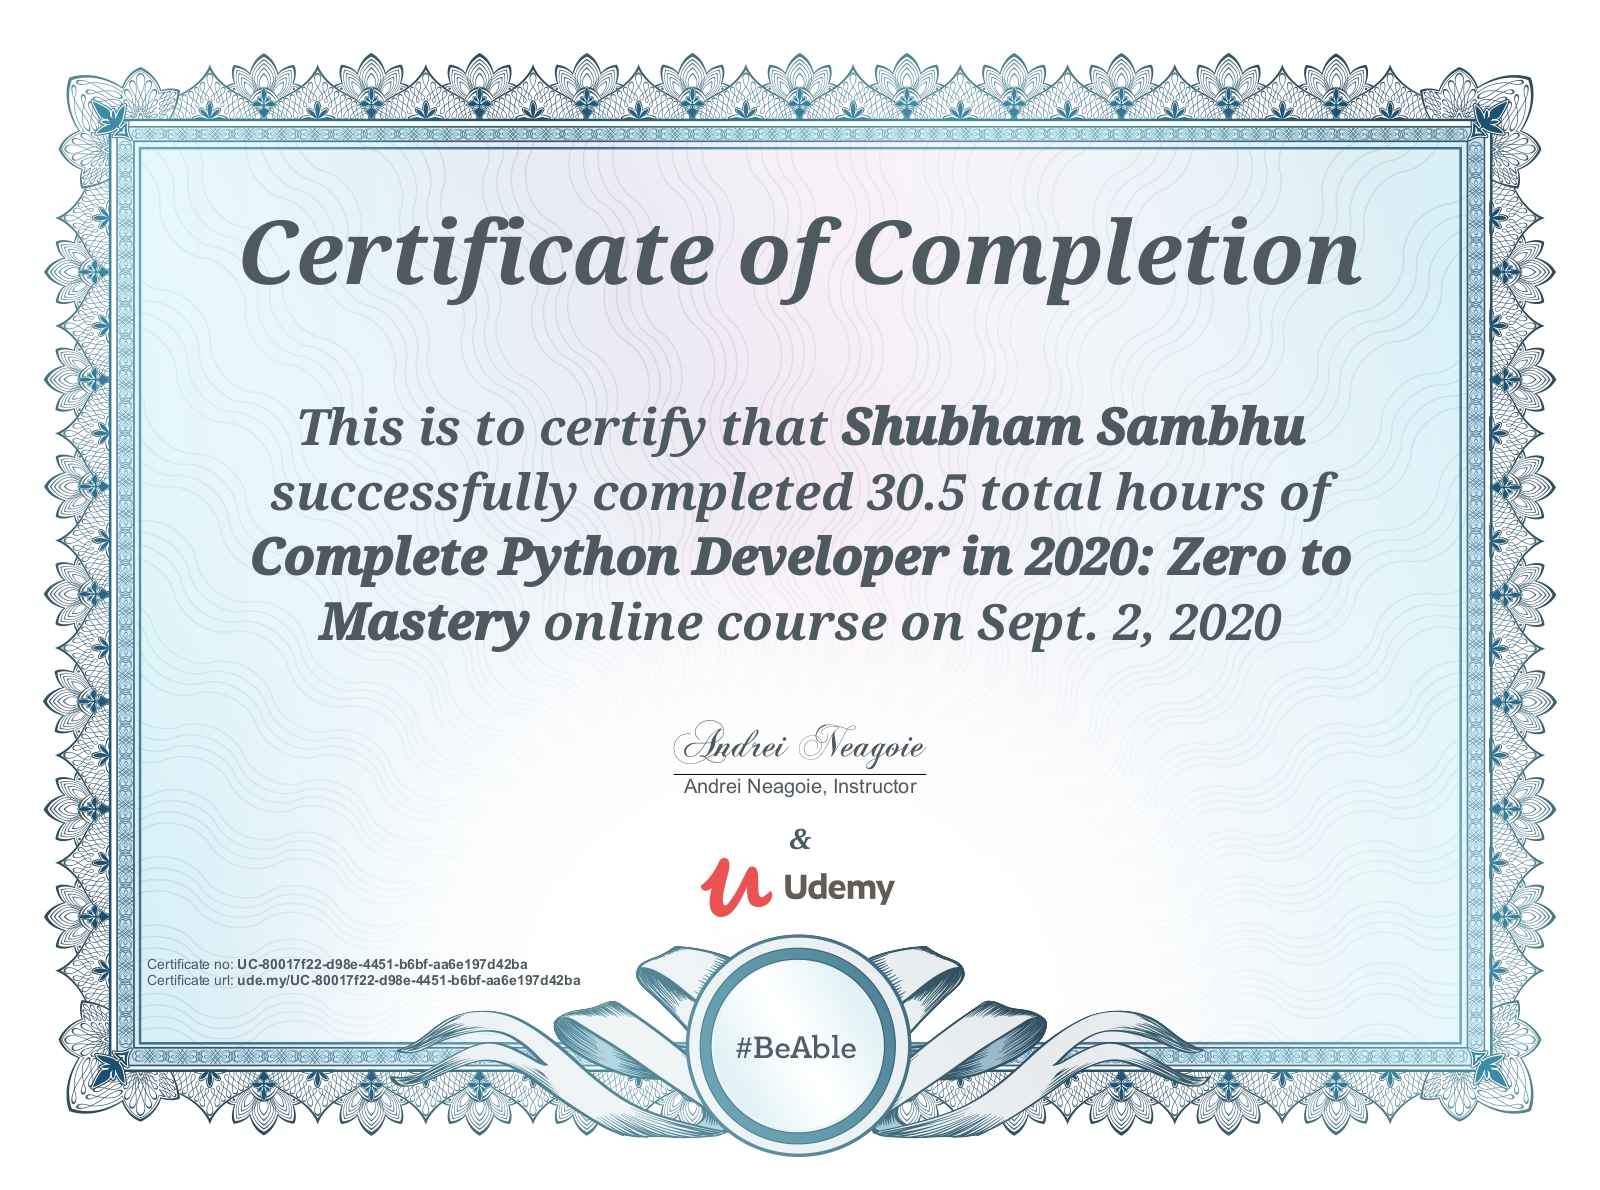 Certificate of Completion
This is to certify that Shubham Sambhu
successfully completed 30.5 total hours of
Complete Python Developer in 2020: Zero to
Mastery online course on Sept. 2, 2020
Andrei Neagoie
Andrei Neagoie, Instructor
&
Udemy
Certificate no: UC-80017f22-d98e-4451-b6bf-aa6e197d42ba
Certificate url: ude.my/UC-80017f22-d98e-4451-b6bf-aa6e197d42ba
#BeAble